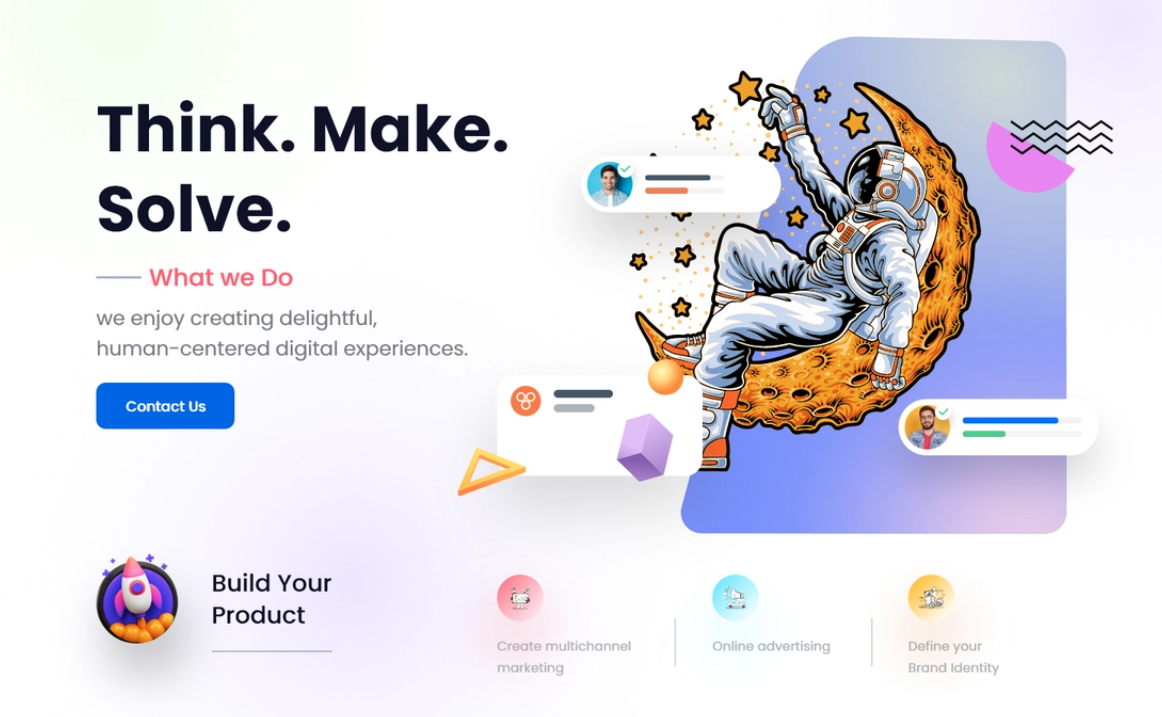 Think. Make.
Solve.
What we Do
we enjoy creating delightful,
human-centered digital experiences.
Contact Us
Build Your
Product
Create multichannel
marketing
Online advertising
Define your
Brand Identity